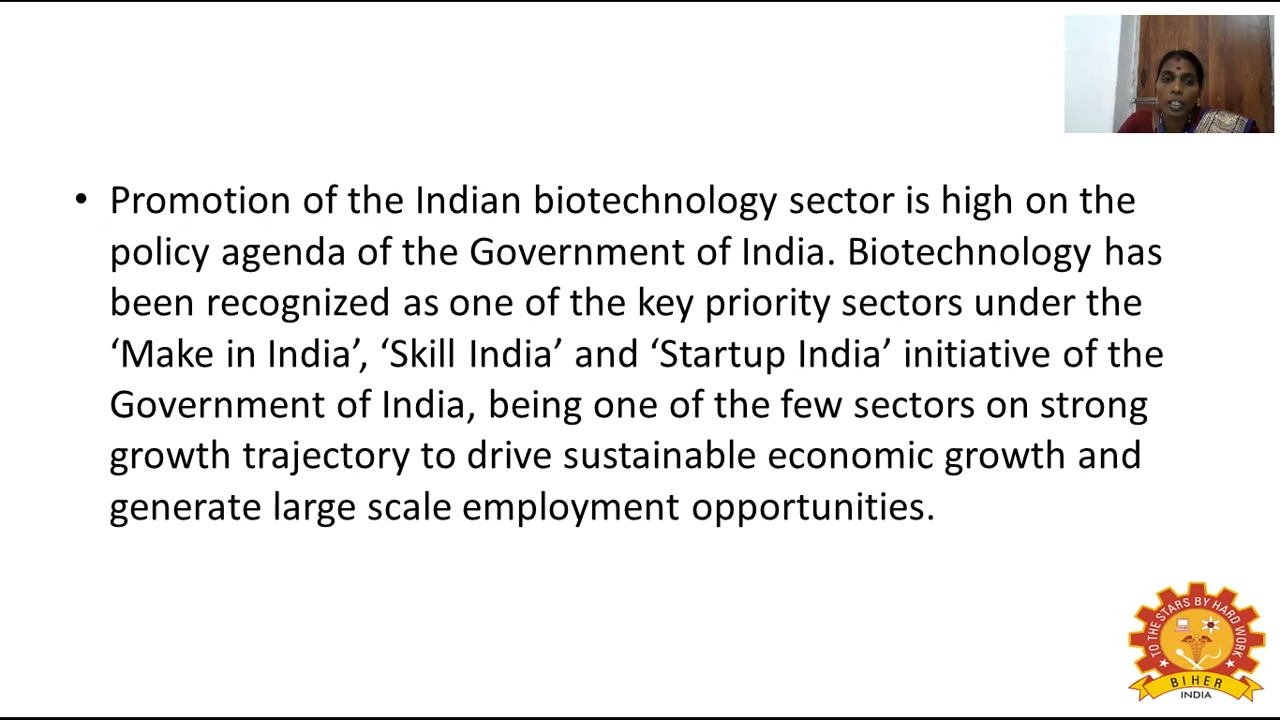 • Promotion of the Indian biotechnology sector is high on the
policy agenda of the Government of India. Biotechnology has
been recognized as one of the key priority sectors under the
‘Make in India’, ‘Skill India’ and ‘Startup India’ initiative of the
Government of India, being one of the few sectors on strong
growth trajectory to drive sustainable economic growth and
generate large scale employment opportunities.
TO THE STARS BY HARD WORK
BIHER
INDIA